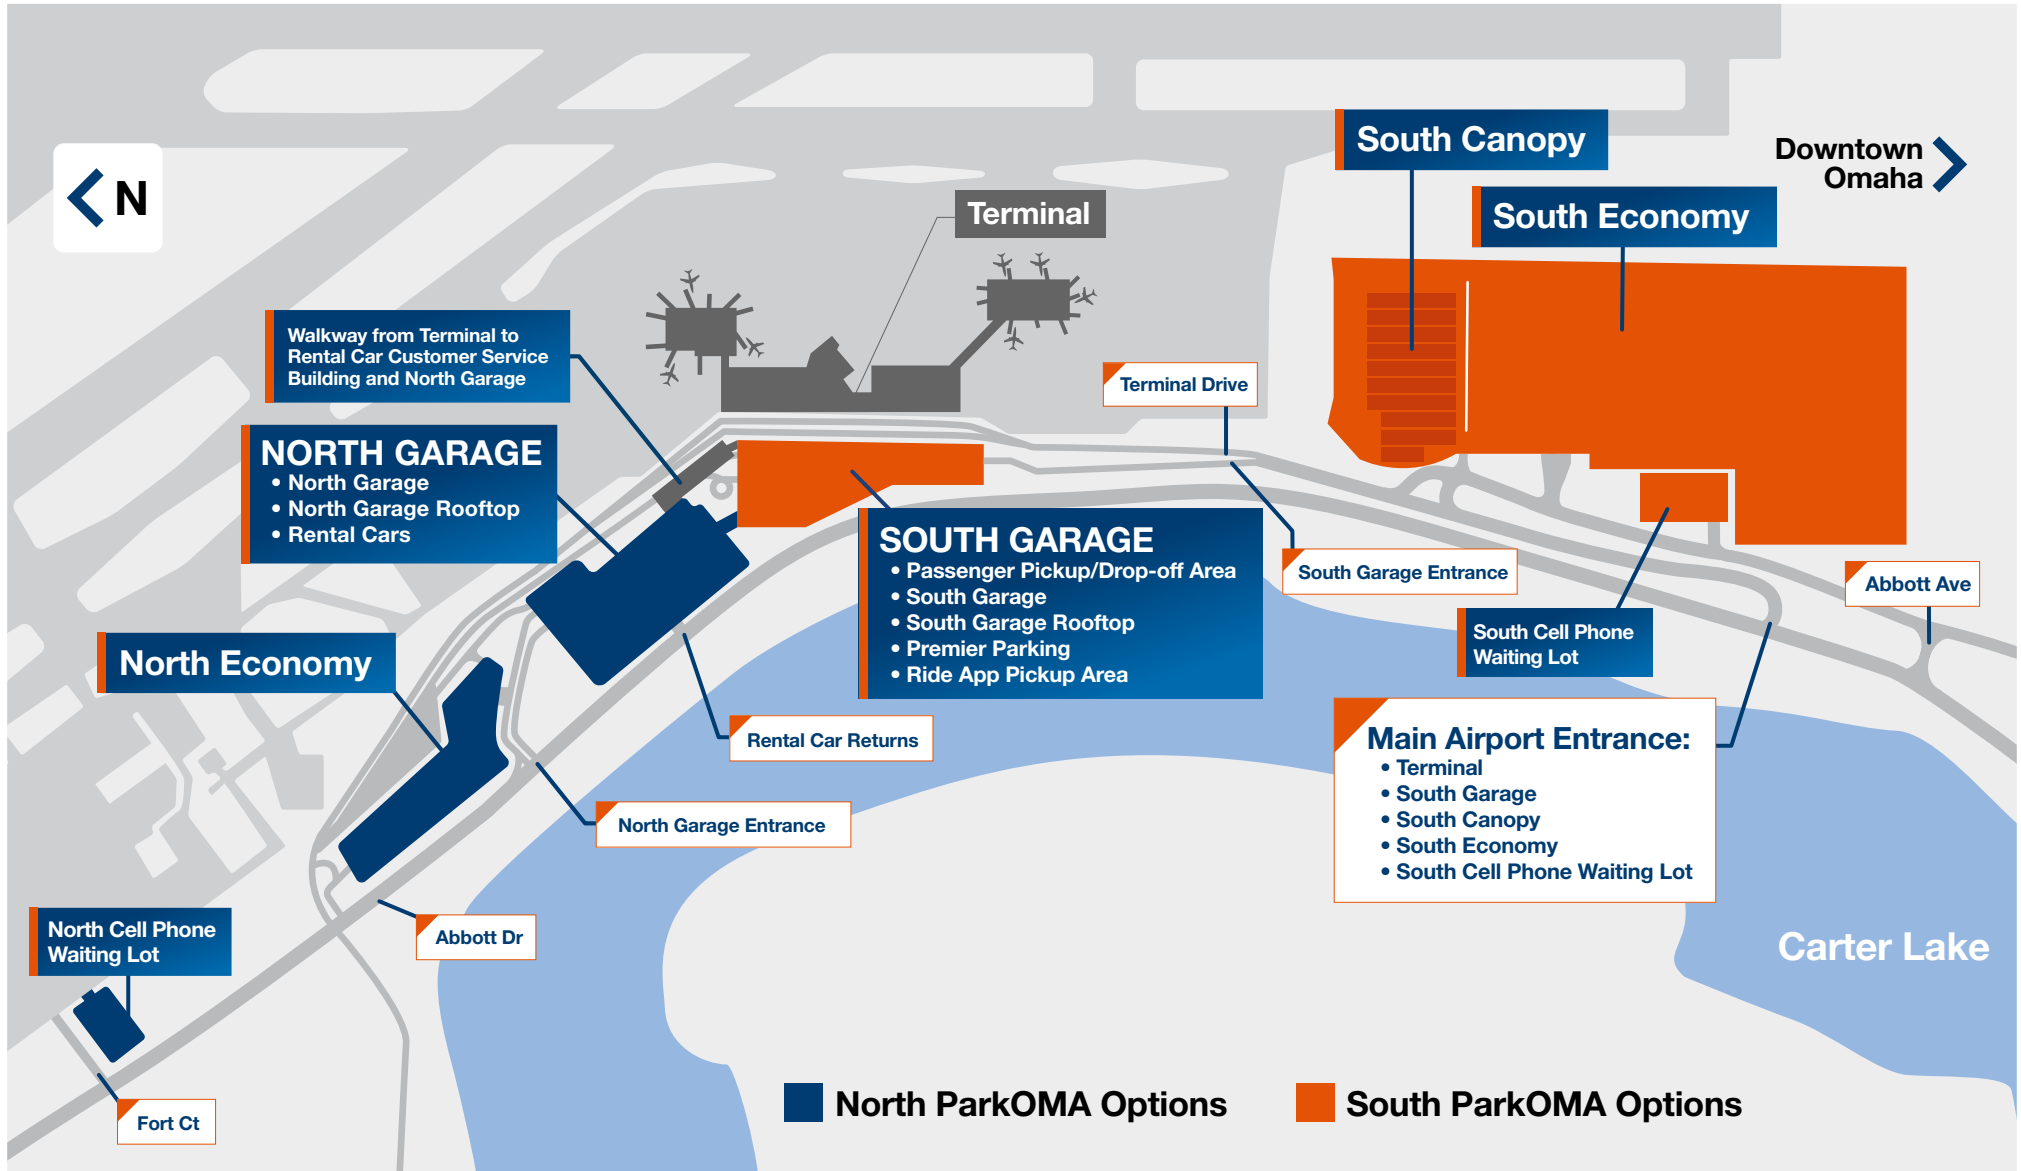 South Canopy
N
Downtown
Omaha
Terminal
South Economy
Walkway from Terminal to
Rental Car Customer Service
Building and North Garage
Terminal Drive
NORTH GARAGE
• North Garage
• North Garage Rooftop
• Rental Cars
SOUTH GARAGE
• Passenger Pickup/Drop-off Area
• South Garage
• South Garage Rooftop
• Premier Parking
• Ride App Pickup Area
South Garage Entrance
Abbott Ave
South Cell Phone
Waiting Lot
North Economy
Rental Car Returns
Main Airport Entrance:
• Terminal
• South Garage
• South Canopy
• South Economy
• South Cell Phone Waiting Lot
North Garage Entrance
North Cell Phone
Waiting Lot
Abbott Dr
Carter Lake
Fort Ct
North ParkOMA Options
South ParkOMA Options